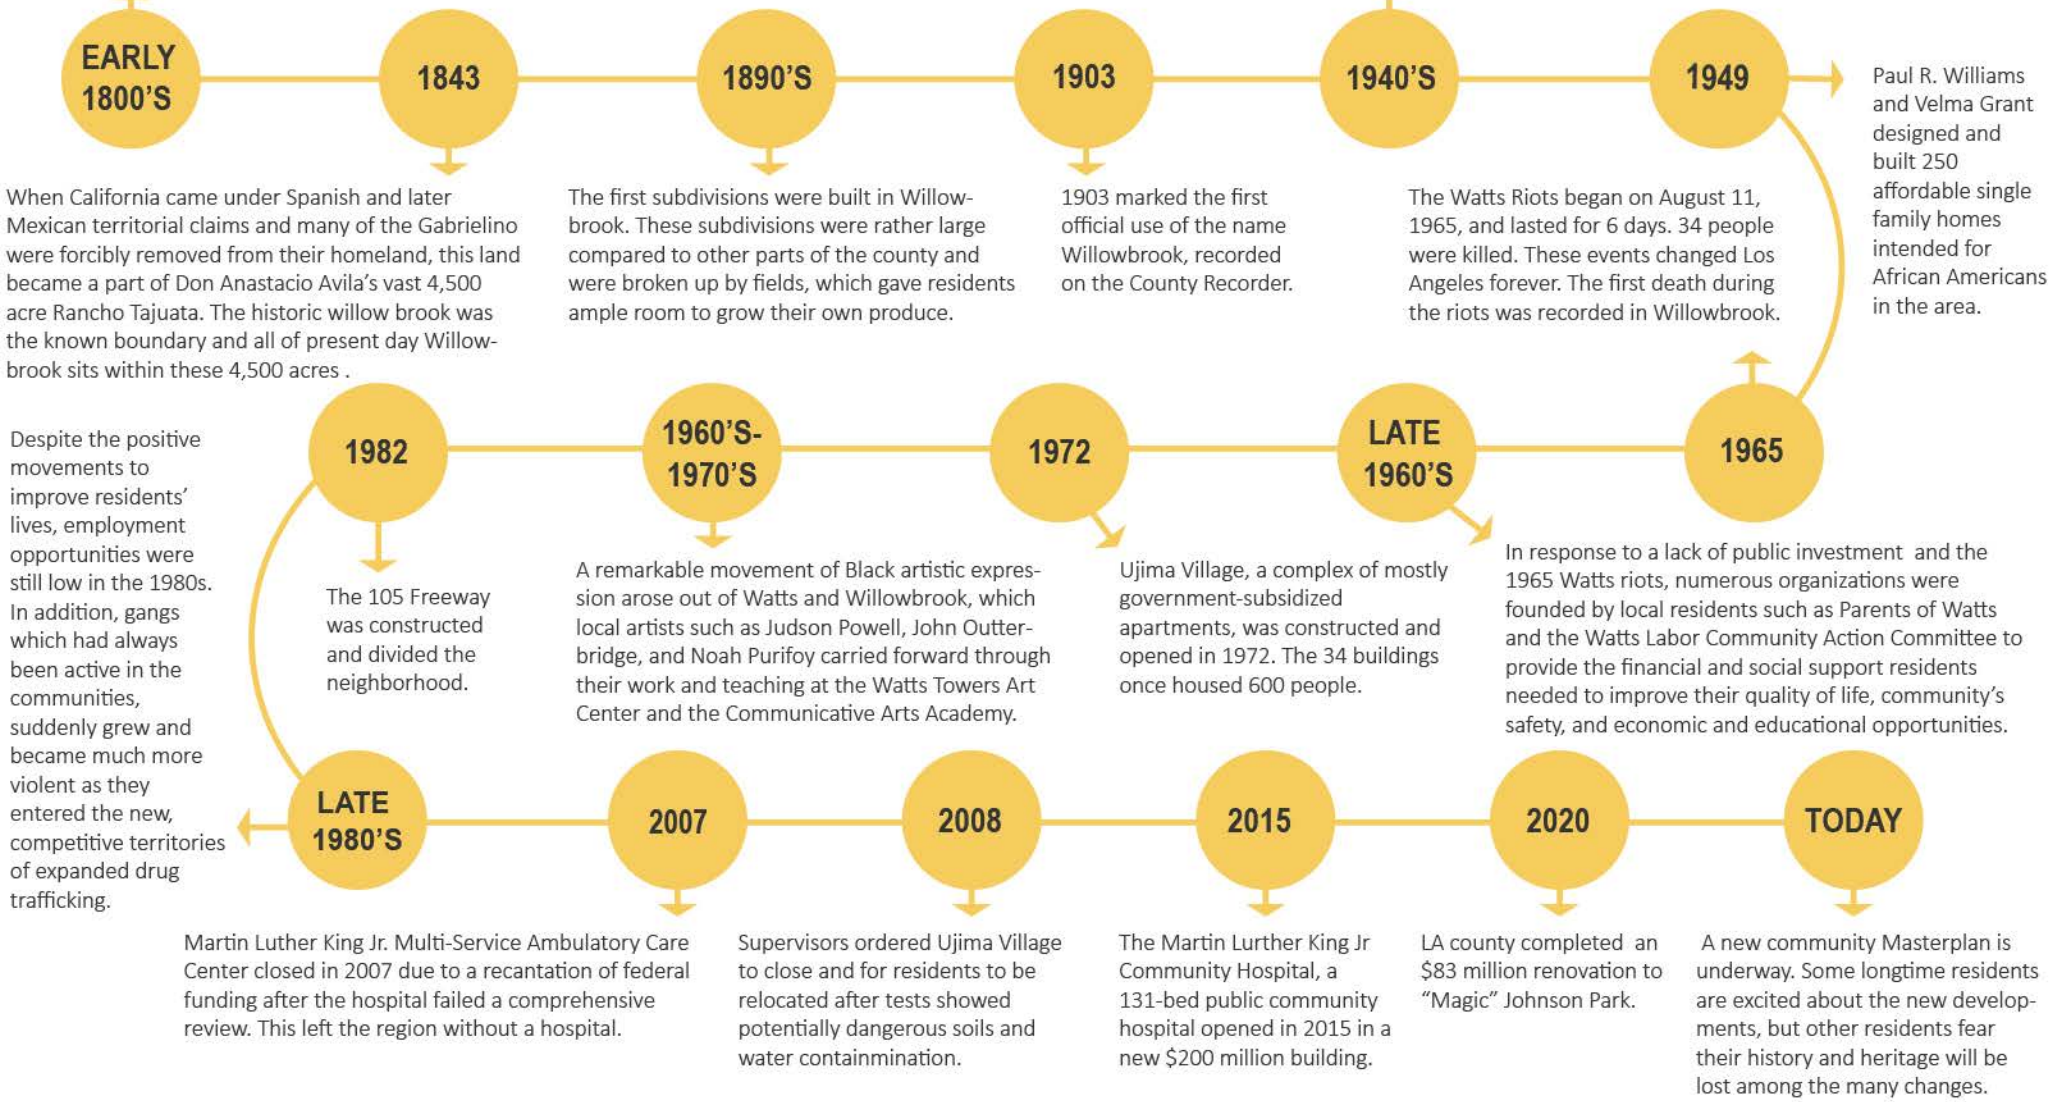 EARLY
1800'S
1843
1890'S
1903
1940'S
1949
Paul R. Williams
and Velma Grant
designed and
built 250
affordable single
family homes
intended for
African Americans
in the area.
When California came under Spanish and later
Mexican territorial claims and many of the Gabrielino
were forcibly removed from their homeland, this land
became a part of Don Anastacio Avila's vast 4,500
acre Rancho Tajuata. The historic willow brook was
the known boundary and all of present day Willow-
brook sits within these 4,500 acres .
The first subdivisions were built in Willow-
brook. These subdivisions were rather large
compared to other parts of the county and
were broken up by fields, which gave residents
ample room to grow their own produce.
1903 marked the first
official use of the name
Willowbrook, recorded
on the County Recorder.
The Watts Riots began on August 11,
1965, and lasted for 6 days. 34 people
were killed. These events changed Los
Angeles forever. The first death during
the riots was recorded in Willowbrook.
1982
1960'S-
1970'S
1972
LATE
1960'S
1965
Despite the positive
movements to
improve residents'
lives, employment
opportunities were
still low in the 1980s.
In addition, gangs
which had always
been active in the
communities,
suddenly grew and
became much more
violent as they
entered the new,
competitive territories
of expanded drug
trafficking.
The 105 Freeway
was constructed
and divided the
neighborhood.
A remarkable movement of Black artistic expres-
sion arose out of Watts and Willowbrook, which
local artists such as Judson Powell, John Outter-
bridge, and Noah Purifoy carried forward through
their work and teaching at the Watts Towers Art
Center and the Communicative Arts Academy.
Ujima Village, a complex of mostly
government-subsidized
apartments, was constructed and
opened in 1972. The 34 buildings
once housed 600 people.
In response to a lack of public investment  and the
1965 Watts riots, numerous organizations were
founded by local residents such as Parents of Watts
and the Watts Labor Community Action Committee to
provide the financial and social support residents
needed to improve their quality of life, community's
safety, and economic and educational opportunities.
LATE
1980'S
2007
2008
2015
2020
TODAY
Martin Luther King Jr. Multi-Service Ambulatory Care
Center closed in 2007 due to a recantation of federal
funding after the hospital failed a comprehensive
review. This left the region without a hospital.
Supervisors ordered Ujima Village
to close and for residents to be
relocated after tests showed
potentially dangerous soils and
water containmination.
The Martin Lurther King Jr
Community Hospital, a
131-bed public community
hospital opened in 2015 in a
new $200 million building.
LA county completed  an
$83 million renovation to
"Magic" Johnson Park.
A new community Masterplan is
underway. Some longtime residents
are excited about the new develop-
ments, but other residents fear
their history and heritage will be
lost among the many changes.